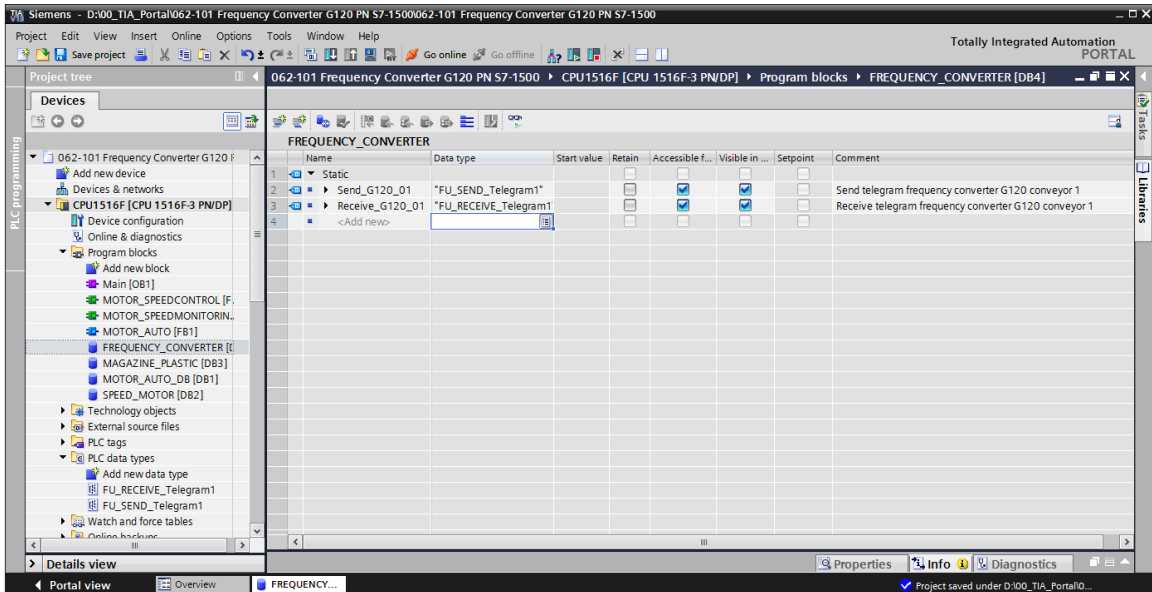 Siemens - D:\00_TIA_Portal\062-101 Frequency Converter G120 PN S7-1500\062-101 Frequency Converter G120 PN S7-1500
Project Edit View Insert Online Options Tools Window Help
Totally Integrated Automation
PORTAL
Save project Go online Go offline
Project tree
062-101 Frequency Converter G120 PN S7-1500 CPU1516F [CPU 1516F-3 PN/DP] Program blocks FREQUENCY_CONVERTER [DB4]
Devices
PLC programming
062-101 Frequency Converter G120
Add new device
Devices & networks
CPU1516F [CPU 1516F-3 PN/DP]
Device configuration
Online & diagnostics
Program blocks
Add new block
Main [OB1]
MOTOR_SPEEDCONTROL [F.
MOTOR_SPEEDMONITORIN..
MOTOR_AUTO [FB1]
FREQUENCY_CONVERTER [
MAGAZINE_PLASTIC [DB3]
MOTOR_AUTO_DB [DB1]
SPEED_MOTOR [DB2]
Technology objects
External source files
PLC tags
PLC data types
Add new data type
FU_RECEIVE_Telegram1
FU_SEND_Telegram1
Watch and force tables
Online backups
FREQUENCY_CONVERTER
Name Data type Start value Retain Accessible f... Visible in ... Setpoint Comment
1 Static
2 Send_G120_01 "FU_SEND_Telegram1" Send telegram frequency converter G120 conveyor 1
3 Receive_G120_01 "FU_RECEIVE_Telegram1 Receive telegram frequency converter G120 conveyor 1
4 <Add new>
Tasks
Libraries
Details view
Properties Info Diagnostics
Portal view Overview FREQUENCY... Project saved under D:\00_TIA_Portal\0...